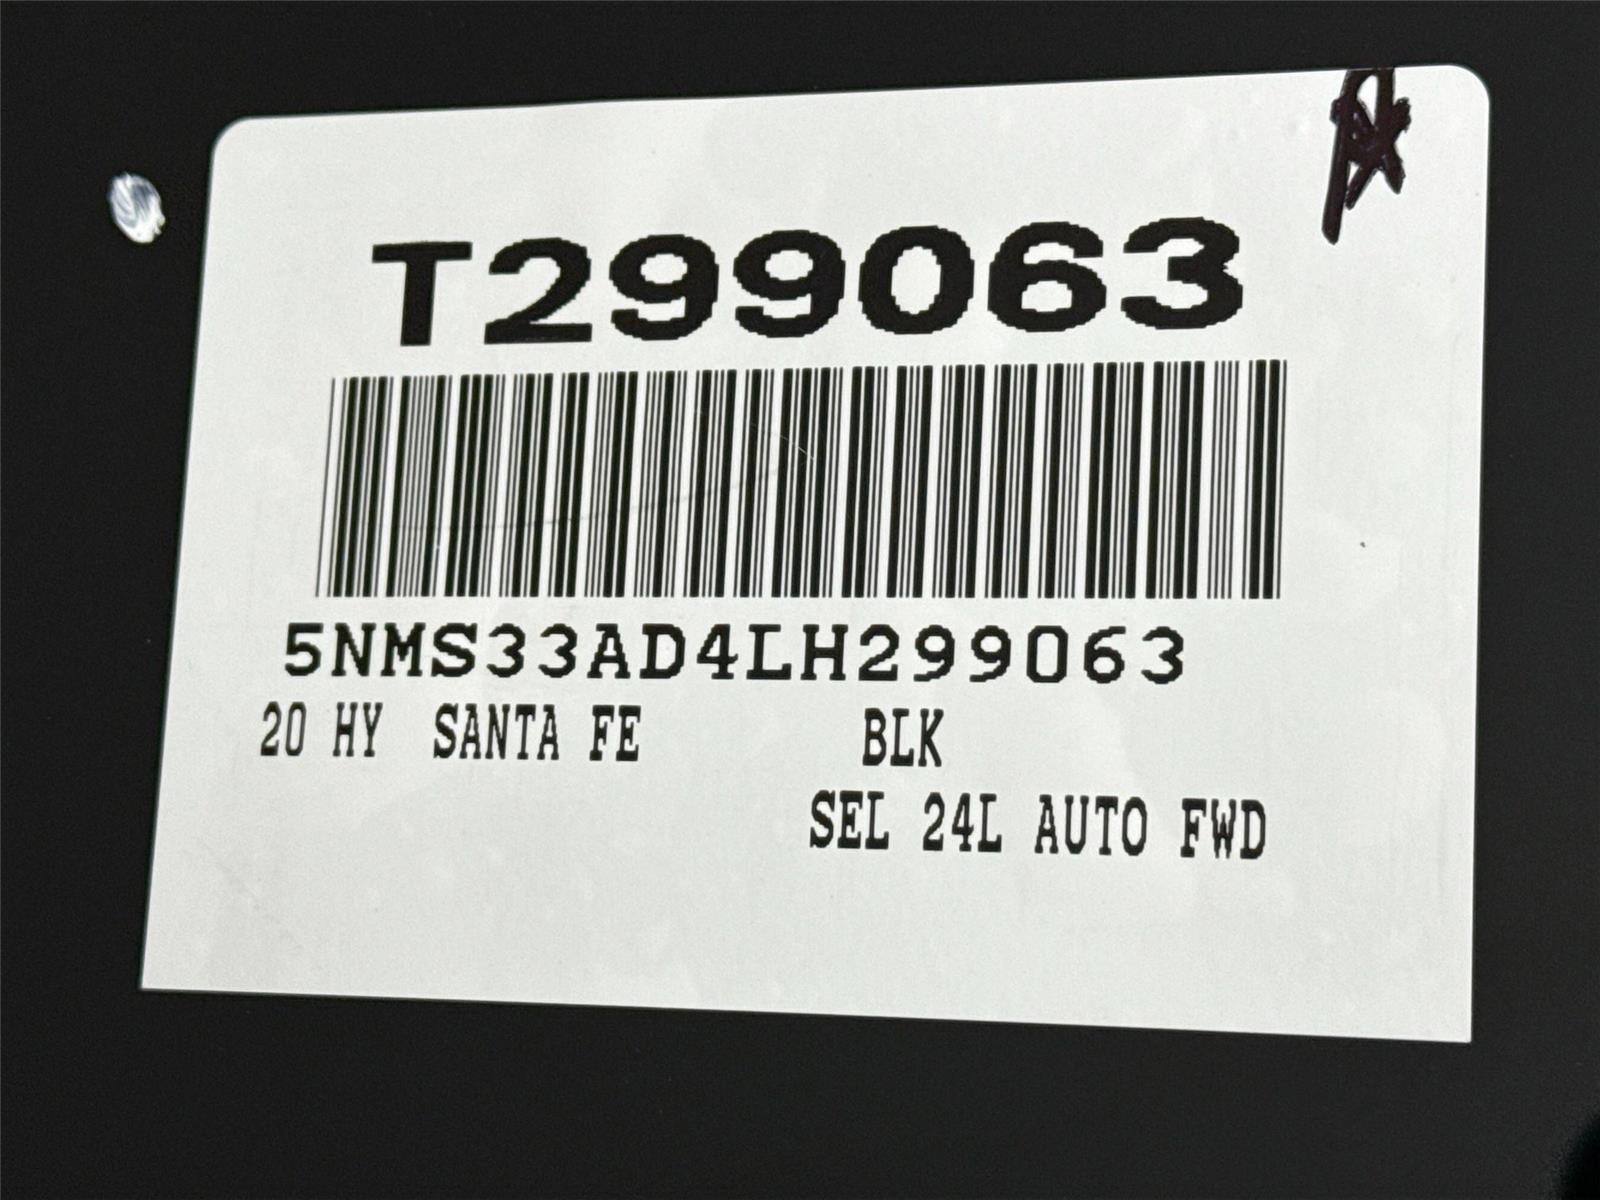 T299063
5NMS33AD4LH299063
20 HY SANTA FE BLK
SEL 24L AUTO FWD